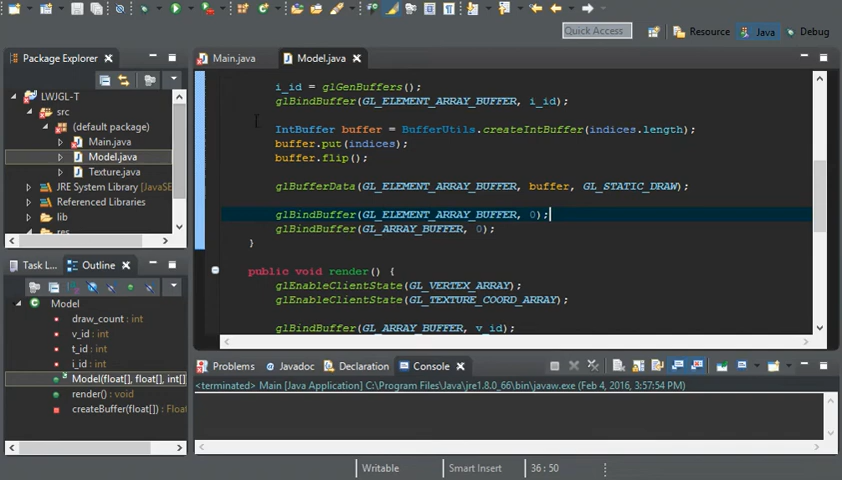 Quick Access
Resource
Java
Debug
Package Explorer
LWJGL-T
src
(default package)
Main.java
Model.java
Texture.java
JRE System Library [JavaSE
Referenced Libraries
lib
res
Task L...
Outline
Model
draw_count : int
v_id : int
t_id : int
i_id : int
Model(float[], float[], int[]
render() : void
createBuffer(float[]) : Float
Main.java
Model.java
i_id = glGenBuffers();
glBindBuffer(GL_ELEMENT_ARRAY_BUFFER, i_id);
IntBuffer buffer = BufferUtils.createIntBuffer(indices.length);
buffer.put(indices);
buffer.flip();
glBufferData(GL_ELEMENT_ARRAY_BUFFER, buffer, GL_STATIC_DRAW);
glBindBuffer(GL_ELEMENT_ARRAY_BUFFER, 0);
glBindBuffer(GL_ARRAY_BUFFER, 0);
}
public void render() {
glEnableClientState(GL_VERTEX_ARRAY);
glEnableClientState(GL_TEXTURE_COORD_ARRAY);
glBindBuffer(GL_ARRAY_BUFFER, v_id);
Problems
Javadoc
Declaration
Console
<terminated> Main [Java Application] C:\Program Files\Java\jre1.8.0_66\bin\javaw.exe (Feb 4, 2016, 3:57:54 PM)
Writable
Smart Insert
36 : 50